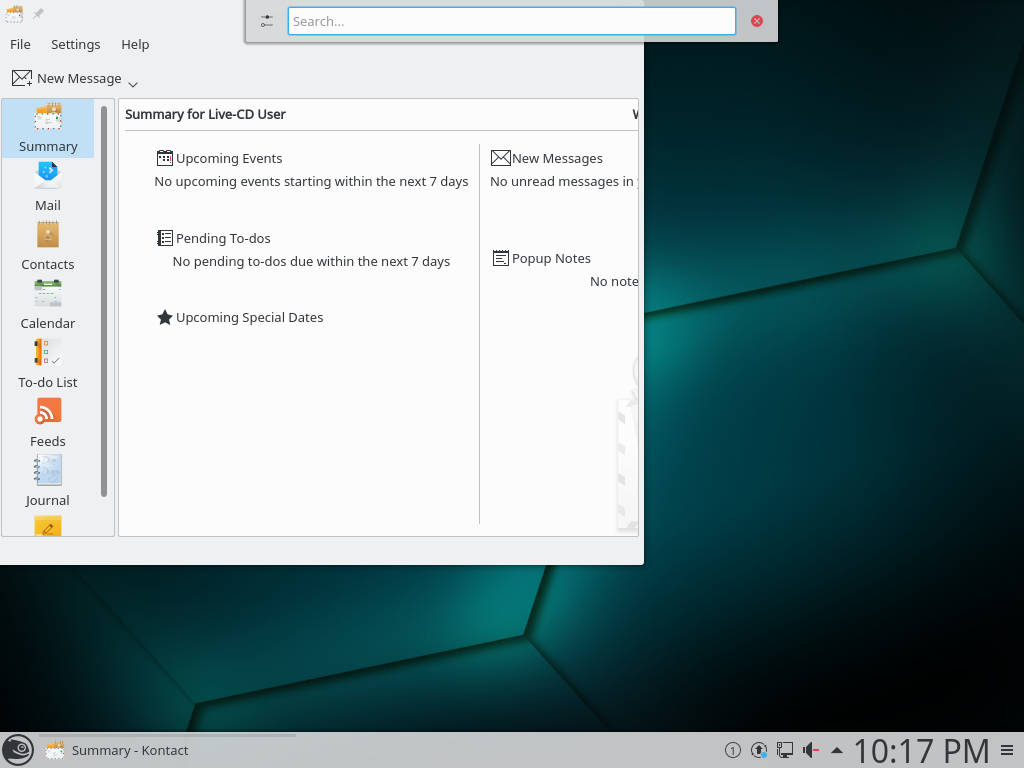 Search...
File
Settings
Help
New Message
Summary
Mail
Contacts
Calendar
To-do List
Feeds
Journal
Summary for Live-CD User
Upcoming Events
No upcoming events starting within the next 7 days
Pending To-dos
No pending to-dos due within the next 7 days
Upcoming Special Dates
New Messages
No unread messages in
Popup Notes
No note
Summary - Kontact
1
10:17 PM